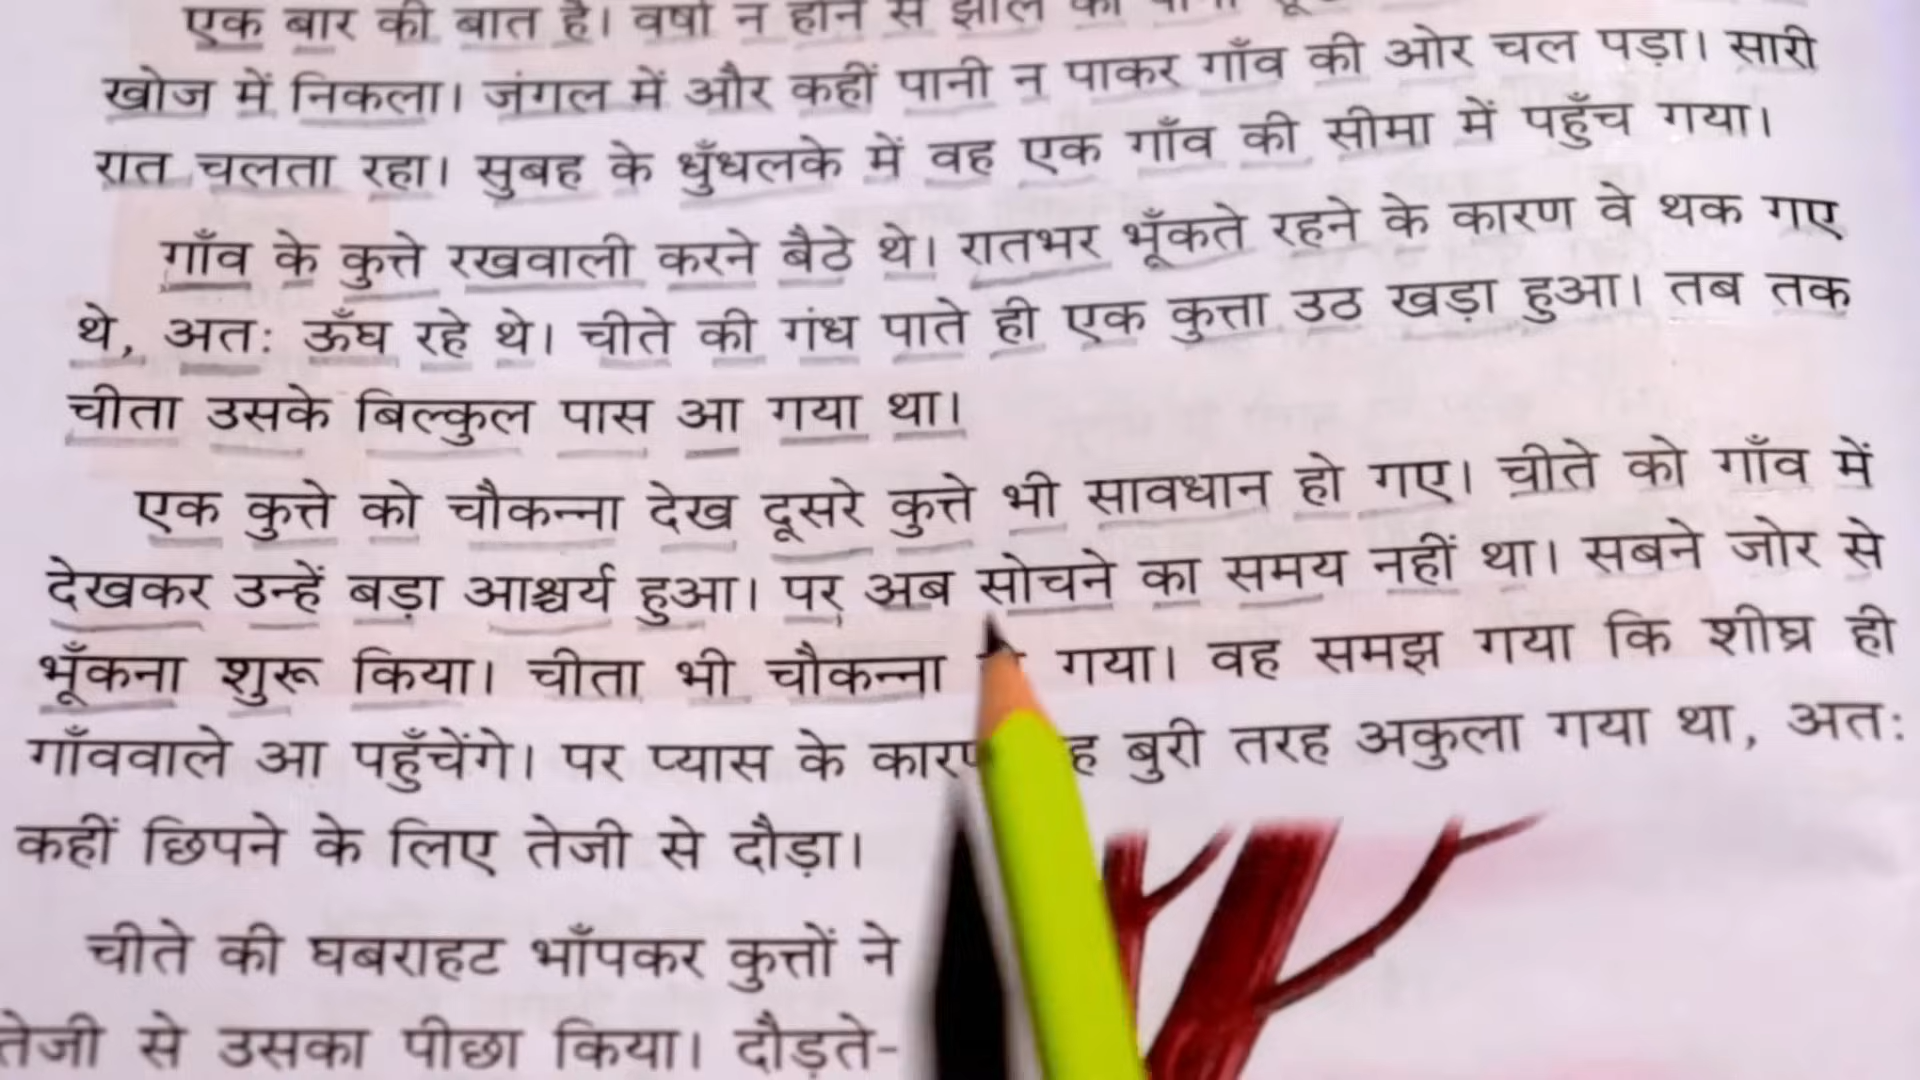 एक बार की बात है। वर्षा न होने से झील का पानी
खोज में निकला। जंगल में और कहीं पानी न पाकर गाँव की ओर चल पड़ा। सारी
रात चलता रहा। सुबह के धुँधलके में वह एक गाँव की सीमा में पहुँच गया।
गाँव के कुत्ते रखवाली करने बैठे थे। रातभर भूँकते रहने के कारण वे थक गए
थे, अतः ऊँघ रहे थे। चीते की गंध पाते ही एक कुत्ता उठ खड़ा हुआ। तब तक
चीता उसके बिल्कुल पास आ गया था।
एक कुत्ते को चौकन्ना देख दूसरे कुत्ते भी सावधान हो गए। चीते को गाँव में
देखकर उन्हें बड़ा आश्चर्य हुआ। पर अब सोचने का समय नहीं था। सबने जोर से
भूँकना शुरू किया। चीता भी चौकन्ना गया। वह समझ गया कि शीघ्र ही
गाँववाले आ पहुँचेंगे। पर प्यास के बुरी तरह अकुला गया था, अतः
कहीं छिपने के लिए तेजी से दौड़ा।
चीते की घबराहट भाँपकर कुत्तों ने
तेजी से उसका पीछा किया। दौड़ते-